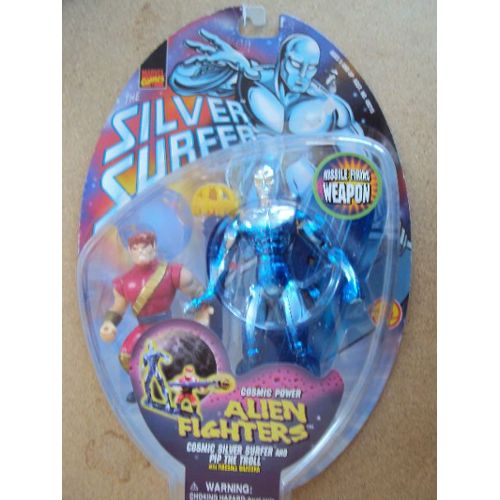 MARVEL
COMICS
THE
SILVER
SURFER
MISSILE FIRING
WEAPON
COSMIC POWER
ALIEN
FIGHTERS
COSMIC SILVER SURFER AND
PIP THE TROLL
WARNING:
CHOKING HAZARD